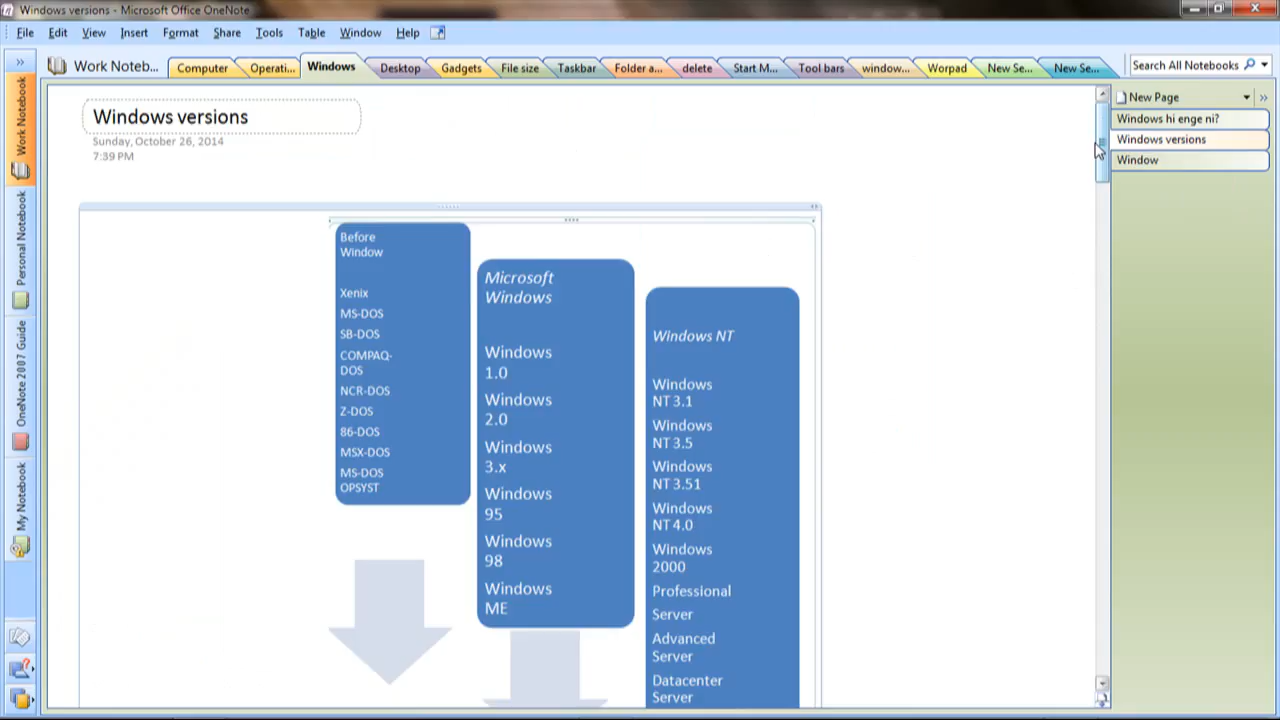 Windows versions - Microsoft Office OneNote
File Edit View Insert Format Share Tools Table Window Help
Work Noteb... Computer Operati... Windows Desktop Gadgets File size Taskbar Folder a... delete Start M... Tool bars window... Worpad New Se... New Se... Search All Notebooks
Work Notebook
Personal Notebook
OneNote 2007 Guide
My Notebook
Windows versions
Sunday, October 26, 2014
7:39 PM
Before
Window
Xenix
MS-DOS
SB-DOS
COMPAQ-
DOS
NCR-DOS
Z-DOS
86-DOS
MSX-DOS
MS-DOS
OPSYST
Microsoft
Windows
Windows
1.0
Windows
2.0
Windows
3.x
Windows
95
Windows
98
Windows
ME
Windows NT
Windows
NT 3.1
Windows
NT 3.5
Windows
NT 3.51
Windows
NT 4.0
Windows
2000
Professional
Server
Advanced
Server
Datacenter
Server
New Page
Windows hi enge ni?
Windows versions
Window